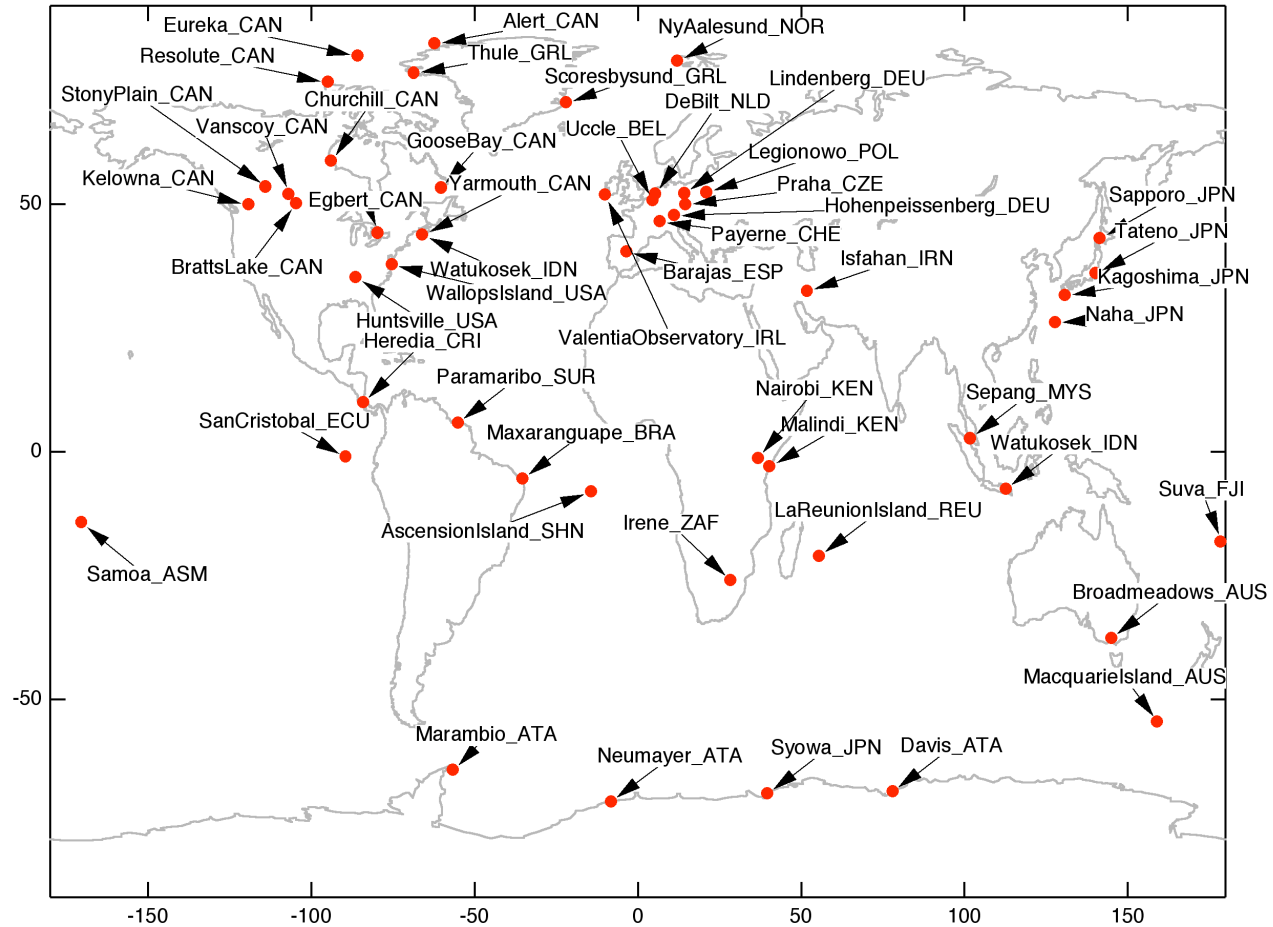 Eureka_CAN
Alert_CAN
NyAalesund_NOR
Resolute_CAN
Thule_GRL
Scoresbysund_GRL
Lindenberg_DEU
StonyPlain_CAN
Churchill_CAN
DeBilt_NLD
Vanscoy_CAN
Uccle_BEL
GooseBay_CAN
Legionowo_POL
Kelowna_CAN
Yarmouth_CAN
Praha_CZE
Sapporo_JPN
Egbert_CAN
50
Hohenpeissenberg_DEU
Tateno_JPN
Payerne_CHE
Isfahan_IRN
BrattsLake_CAN
Watukosek_IDN
Barajas_ESP
Kagoshima_JPN
WallopsIsland_USA
Naha_JPN
Huntsville_USA
ValentiaObservatory_IRL
Heredia_CRI
Paramaribo_SUR
Nairobi_KEN
Sepang_MYS
SanCristobal_ECU
Malindi_KEN
Maxaranguape_BRA
Watukosek_IDN
0
Suva_FJI
LaReunionIsland_REU
AscensionIsland_SHN
Irene_ZAF
Samoa_ASM
Broadmeadows_AUS
MacquarieIsland_AUS
-50
Marambio_ATA
Neumayer_ATA
Syowa_JPN
Davis_ATA
-150
-100
-50
0
50
100
150